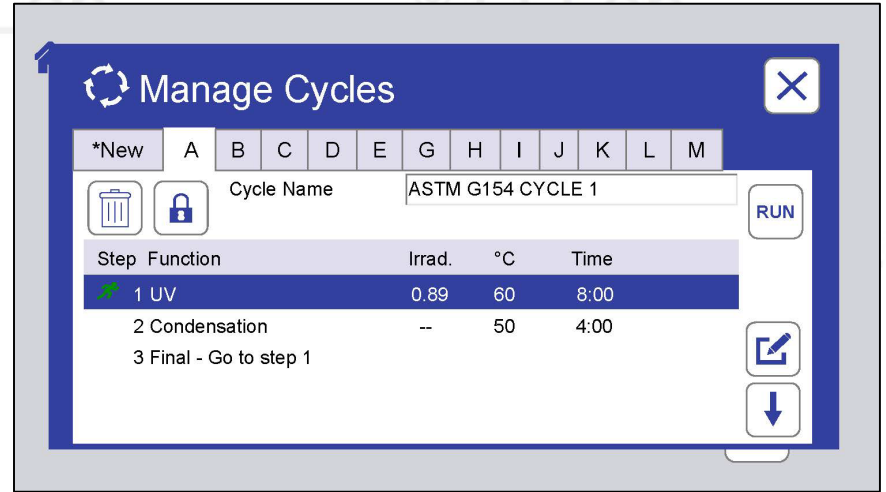 Manage Cycles
*New A B C D E G H I J K L M
Cycle Name ASTM G154 CYCLE 1
RUN
Step Function Irrad. °C Time
1 UV 0.89 60 8:00
2 Condensation -- 50 4:00
3 Final - Go to step 1